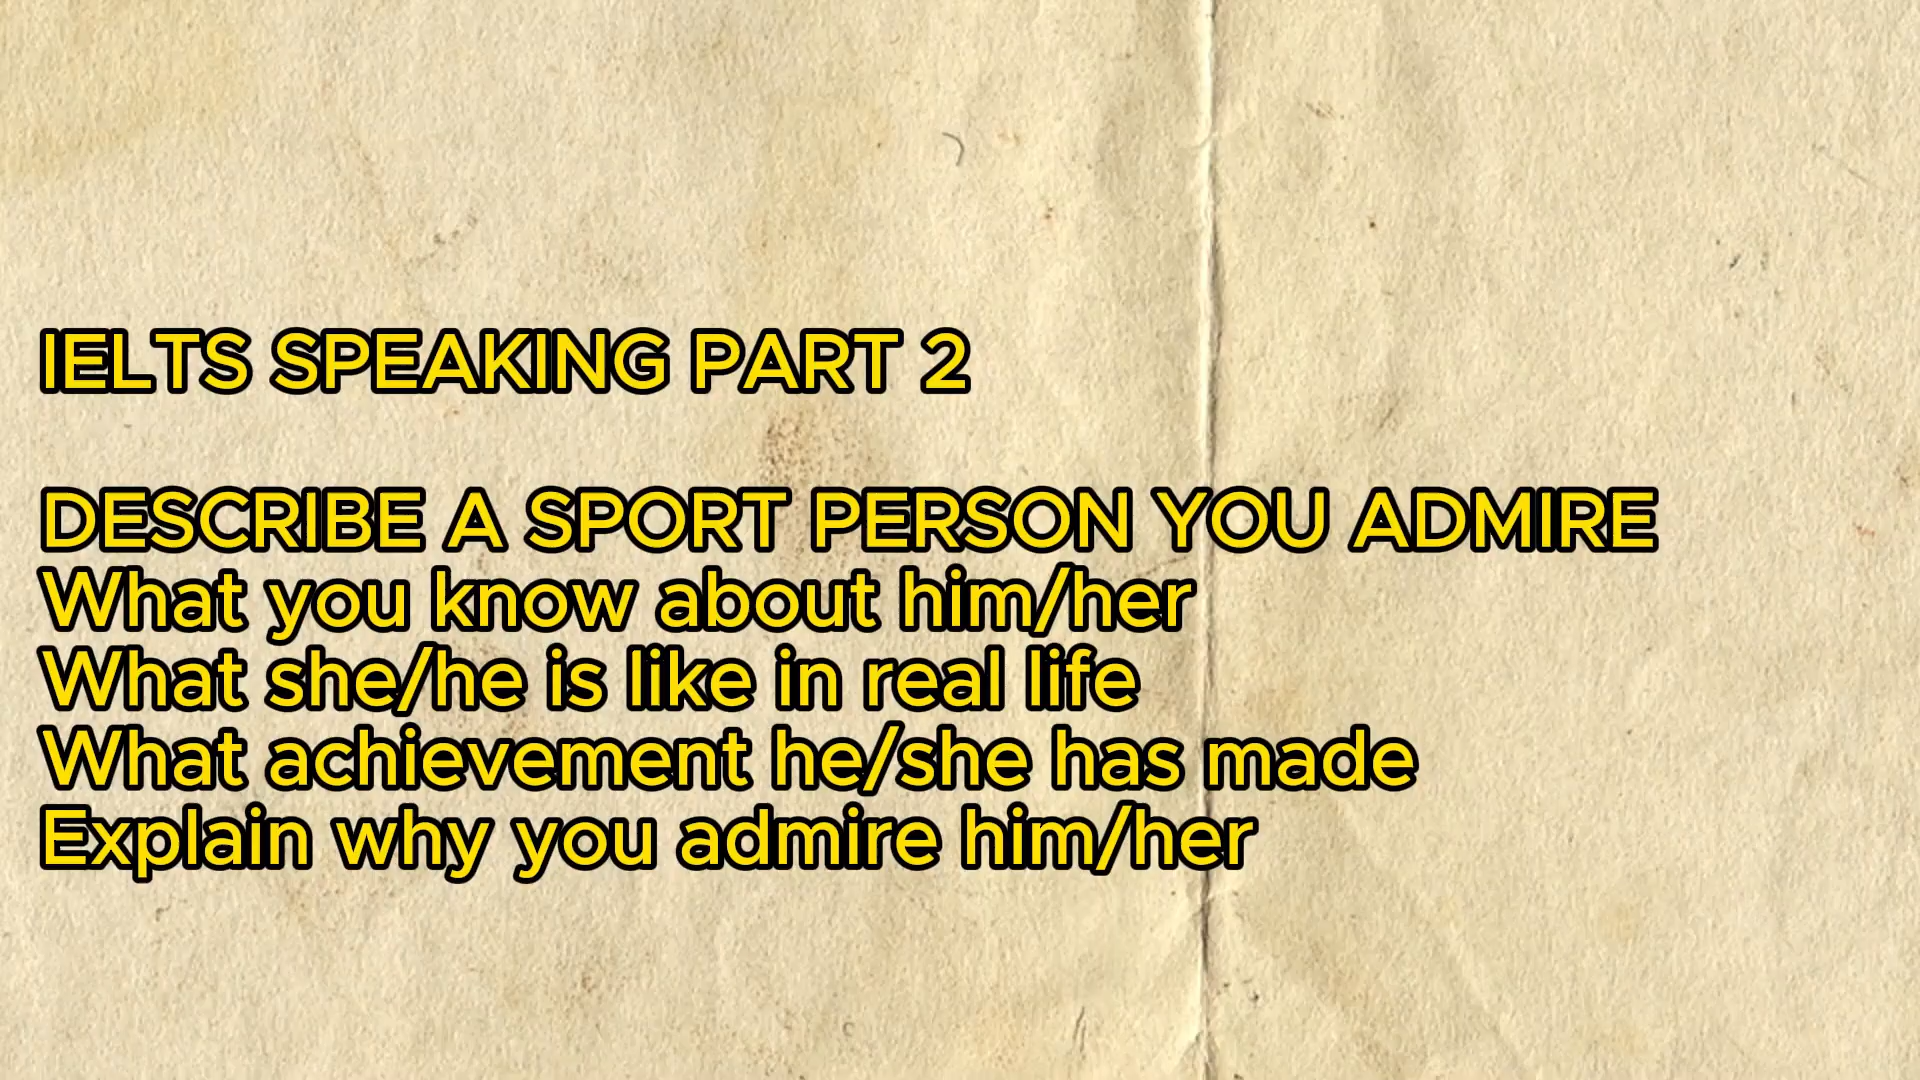 IELTS SPEAKING PART 2
DESCRIBE A SPORT PERSON YOU ADMIRE
What you know about him/her
What she/he is like in real life
What achievement he/she has made
Explain why you admire him/her